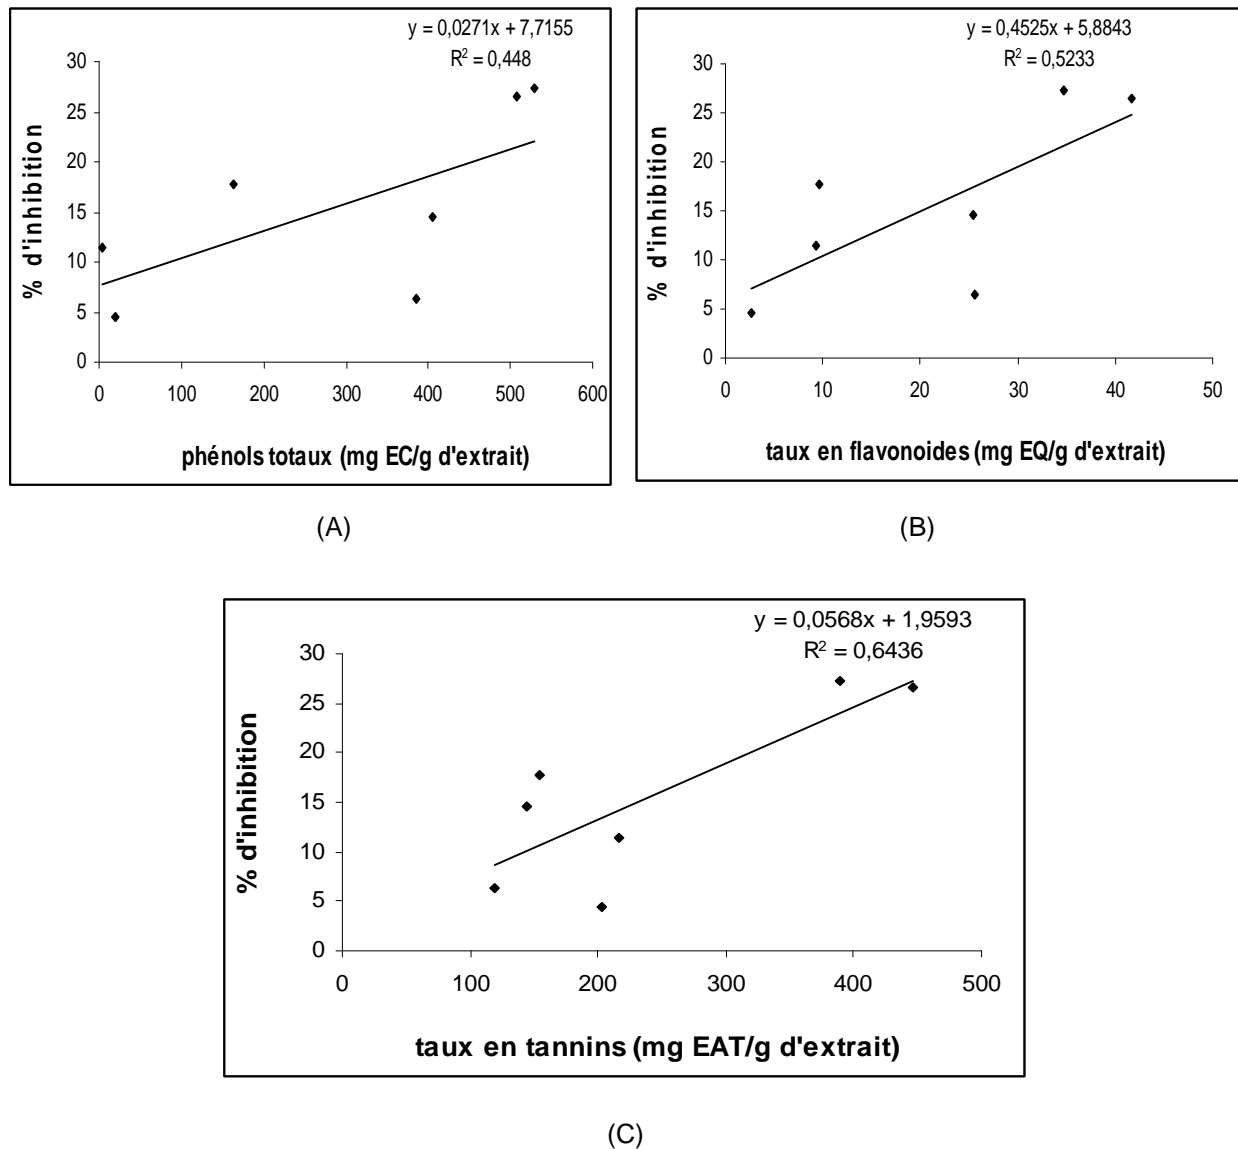 y = 0,0271x + 7,7155
R² = 0,448
30
25
20
15
10
5
0
% d'inhibition
0 100 200 300 400 500 600
phénols totaux (mg EC/g d'extrait)
(A)
y = 0,4525x + 5,8843
R² = 0,5233
30
25
20
15
10
5
0
% d'inhibition
0 10 20 30 40 50
taux en flavonoides (mg EQ/g d'extrait)
(B)
y = 0,0568x + 1,9593
R² = 0,6436
30
25
20
15
10
5
0
% d'inhibition
0 100 200 300 400 500
taux en tannins (mg EAT/g d'extrait)
(C)